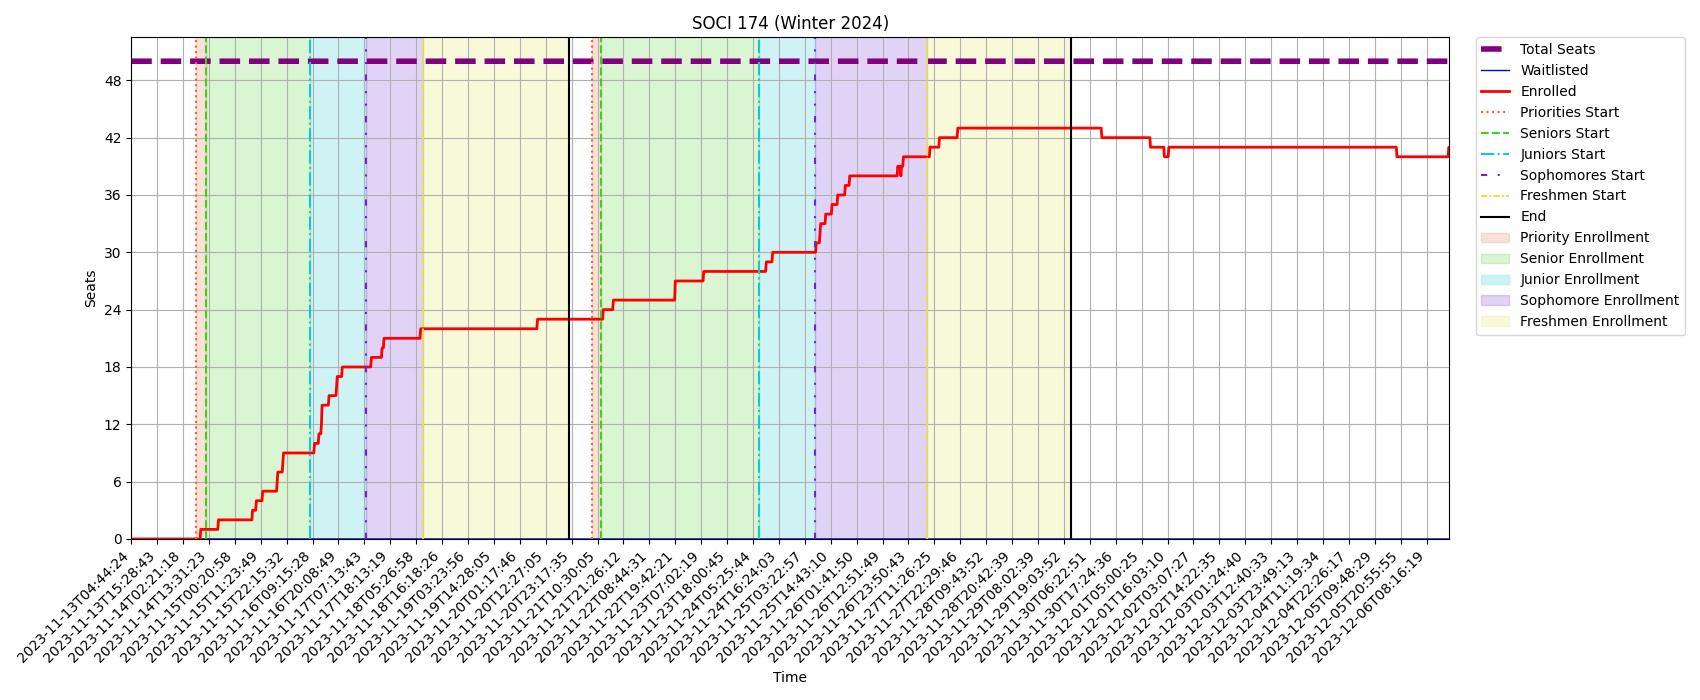 SOCI 174 (Winter 2024)
Seats
48
42
36
30
24
18
12
6
0
2023-11-13T04:44:24
2023-11-13T15:28:43
2023-11-14T02:21:18
2023-11-14T13:31:23
2023-11-15T00:20:58
2023-11-15T11:23:49
2023-11-15T22:15:32
2023-11-16T09:15:28
2023-11-16T20:08:49
2023-11-17T07:13:43
2023-11-17T18:13:19
2023-11-18T05:26:58
2023-11-18T16:18:26
2023-11-19T03:23:56
2023-11-19T14:28:05
2023-11-20T01:17:46
2023-11-20T12:27:05
2023-11-20T23:17:35
2023-11-21T10:30:05
2023-11-21T21:26:12
2023-11-22T08:44:31
2023-11-22T19:42:21
2023-11-23T07:02:19
2023-11-23T18:00:45
2023-11-24T05:25:44
2023-11-24T16:24:03
2023-11-25T03:22:57
2023-11-25T14:43:10
2023-11-26T01:41:50
2023-11-26T12:51:49
2023-11-26T23:50:43
2023-11-27T11:26:25
2023-11-27T22:29:46
2023-11-28T09:43:52
2023-11-28T20:42:39
2023-11-29T08:02:39
2023-11-29T19:03:52
2023-11-30T06:22:51
2023-11-30T17:24:36
2023-12-01T05:00:25
2023-12-01T16:03:10
2023-12-02T03:07:27
2023-12-02T14:22:35
2023-12-03T01:24:40
2023-12-03T12:40:33
2023-12-03T23:49:13
2023-12-04T11:19:34
2023-12-04T22:26:17
2023-12-05T09:48:29
2023-12-05T20:55:55
2023-12-06T08:16:19
Time
Total Seats
Waitlisted
Enrolled
Priorities Start
Seniors Start
Juniors Start
Sophomores Start
Freshmen Start
End
Priority Enrollment
Senior Enrollment
Junior Enrollment
Sophomore Enrollment
Freshmen Enrollment